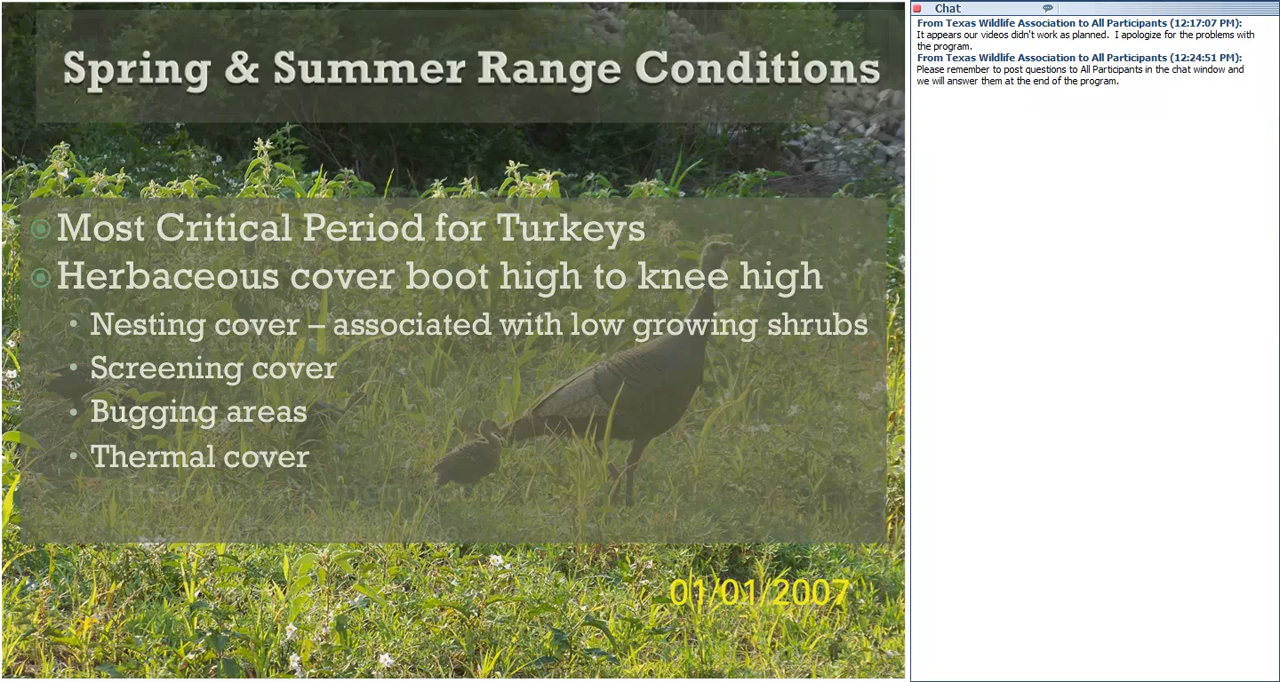 Spring & Summer Range Conditions
Most Critical Period for Turkeys
Herbaceous cover boot high to knee high
Nesting cover – associated with low growing shrubs
Screening cover
Bugging areas
Thermal cover
01/01/2007
Chat
From Texas Wildlife Association to All Participants (12:17:07 PM):
It appears our videos didn't work as planned.  I apologize for the problems with
the program.
From Texas Wildlife Association to All Participants (12:24:51 PM):
Please remember to post questions to All Participants in the chat window and
we will answer them at the end of the program.